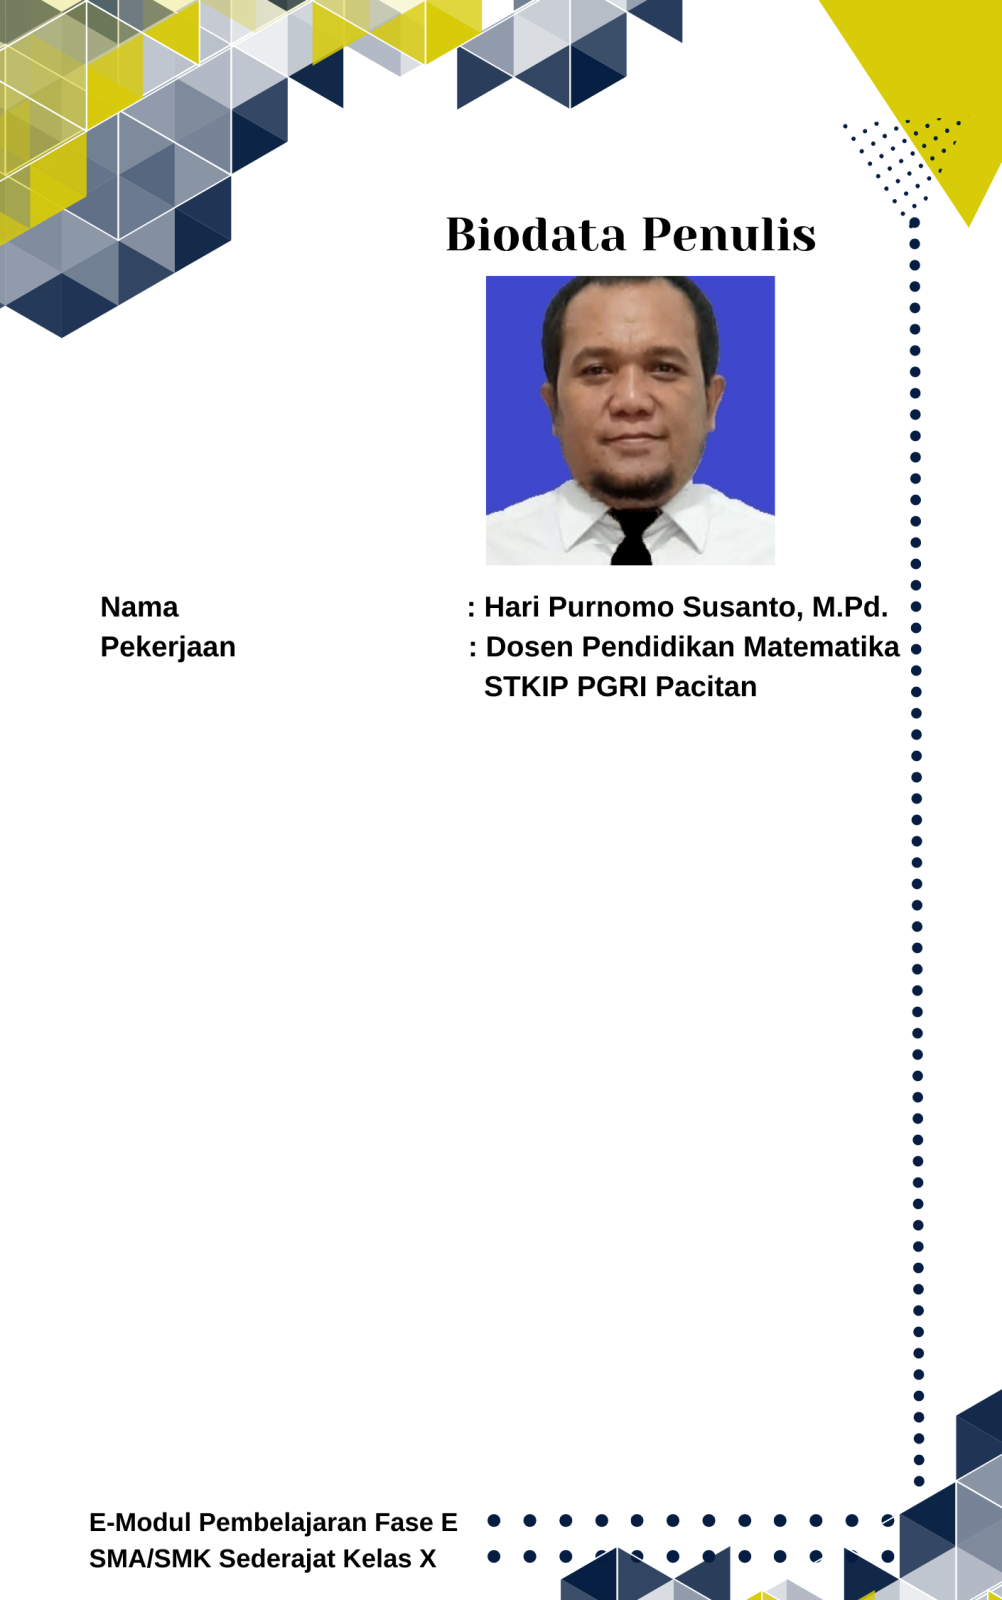 Biodata Penulis
Nama : Hari Purnomo Susanto, M.Pd.
Pekerjaan : Dosen Pendidikan Matematika
STKIP PGRI Pacitan
E-Modul Pembelajaran Fase E
SMA/SMK Sederajat Kelas X